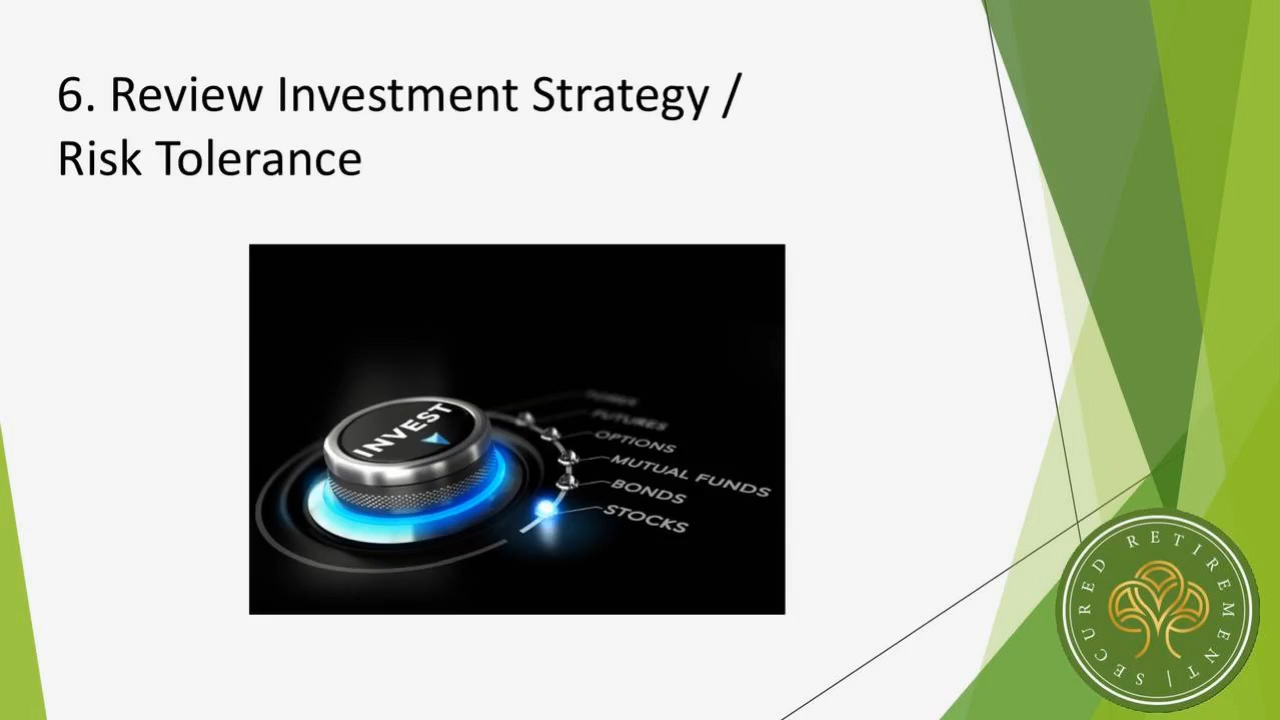 6. Review Investment Strategy /
Risk Tolerance
INVEST
FUTURES
OPTIONS
MUTUAL FUNDS
BONDS
STOCKS
SECURED RETIREMENT |